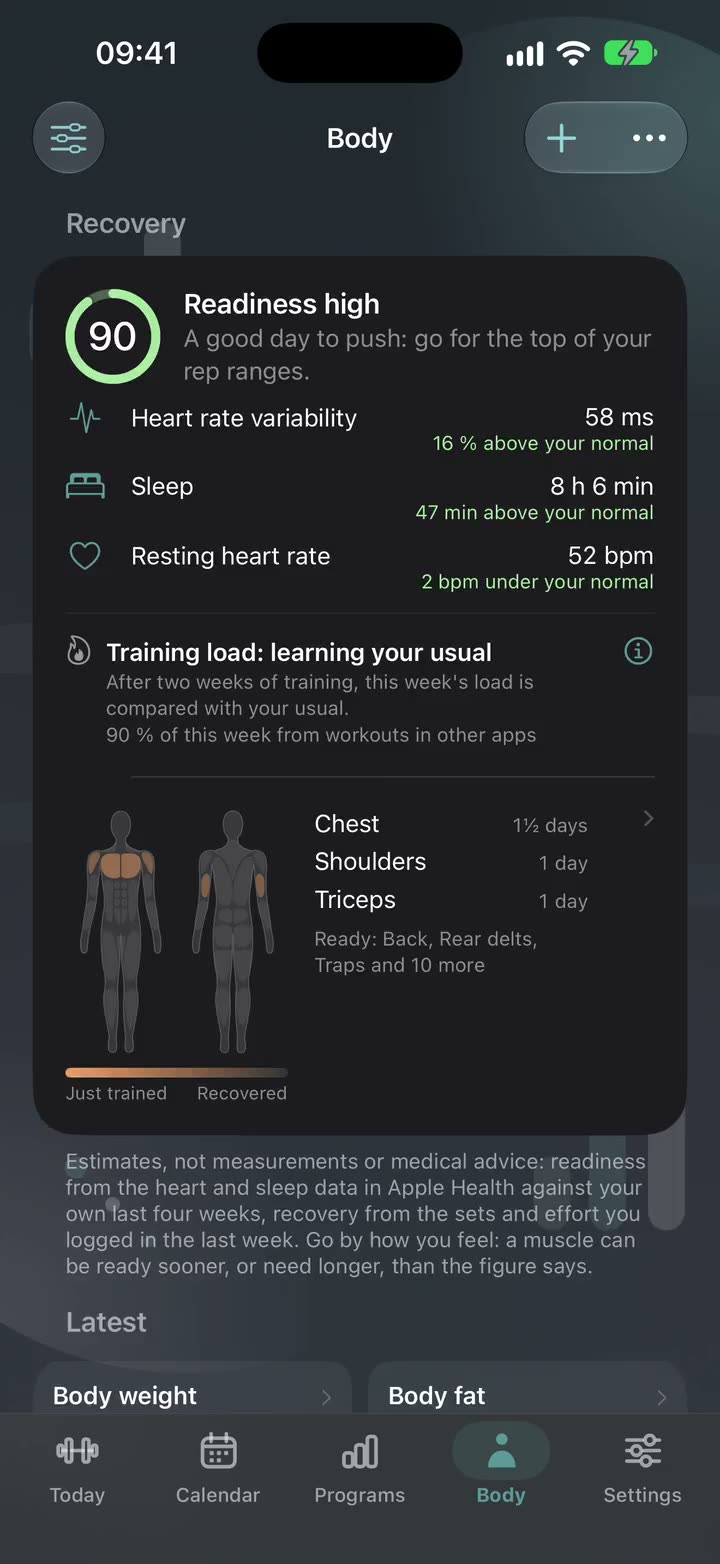 09:41
Body
Recovery
90
Readiness high
A good day to push: go for the top of your
rep ranges.
Heart rate variability
58 ms
16 % above your normal
Sleep
8 h 6 min
47 min above your normal
Resting heart rate
52 bpm
2 bpm under your normal
Training load: learning your usual
After two weeks of training, this week's load is
compared with your usual.
90 % of this week from workouts in other apps
Chest
1½ days
Shoulders
1 day
Triceps
1 day
Ready: Back, Rear delts,
Traps and 10 more
Just trained
Recovered
Estimates, not measurements or medical advice: readiness
from the heart and sleep data in Apple Health against your
own last four weeks, recovery from the sets and effort you
logged in the last week. Go by how you feel: a muscle can
be ready sooner, or need longer, than the figure says.
Latest
Body weight
Body fat
Today
Calendar
Programs
Body
Settings